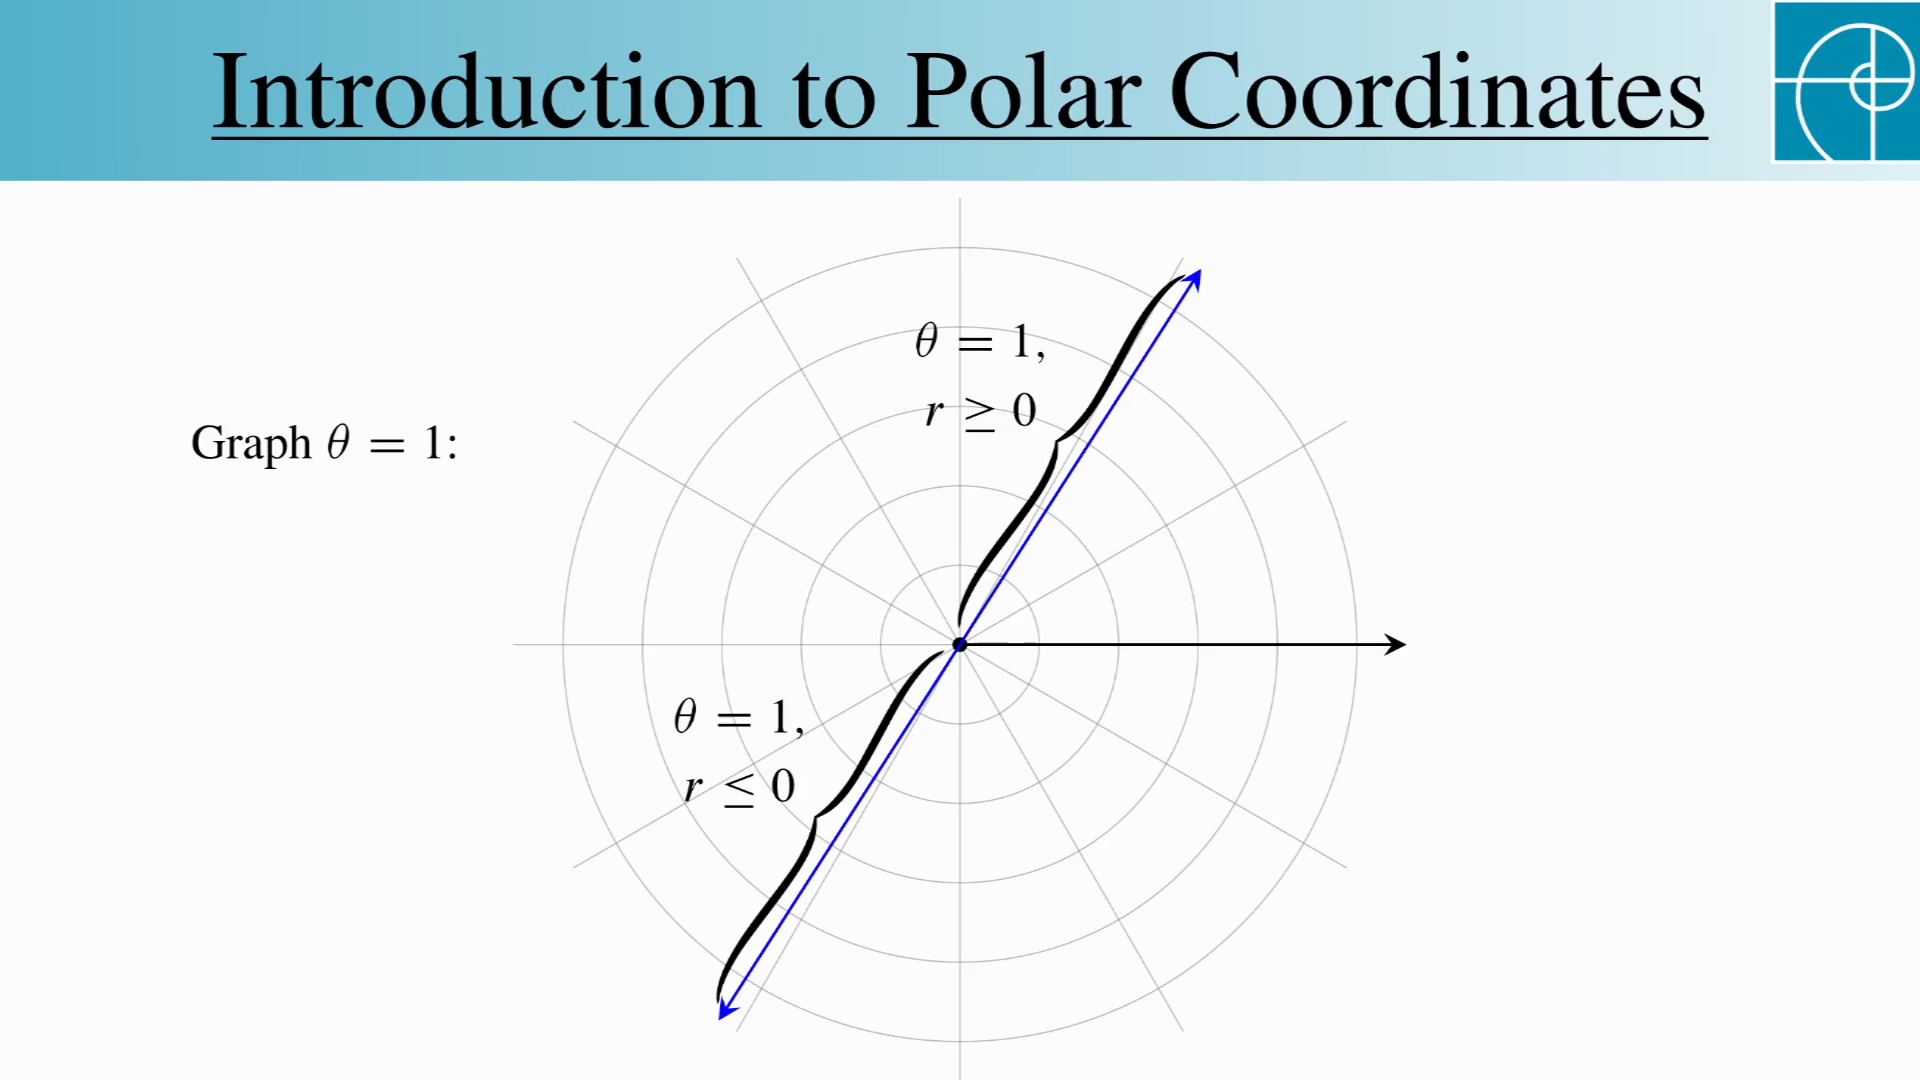 Introduction to Polar Coordinates
θ = 1,
r ≥ 0
Graph θ = 1:
θ = 1,
r ≤ 0